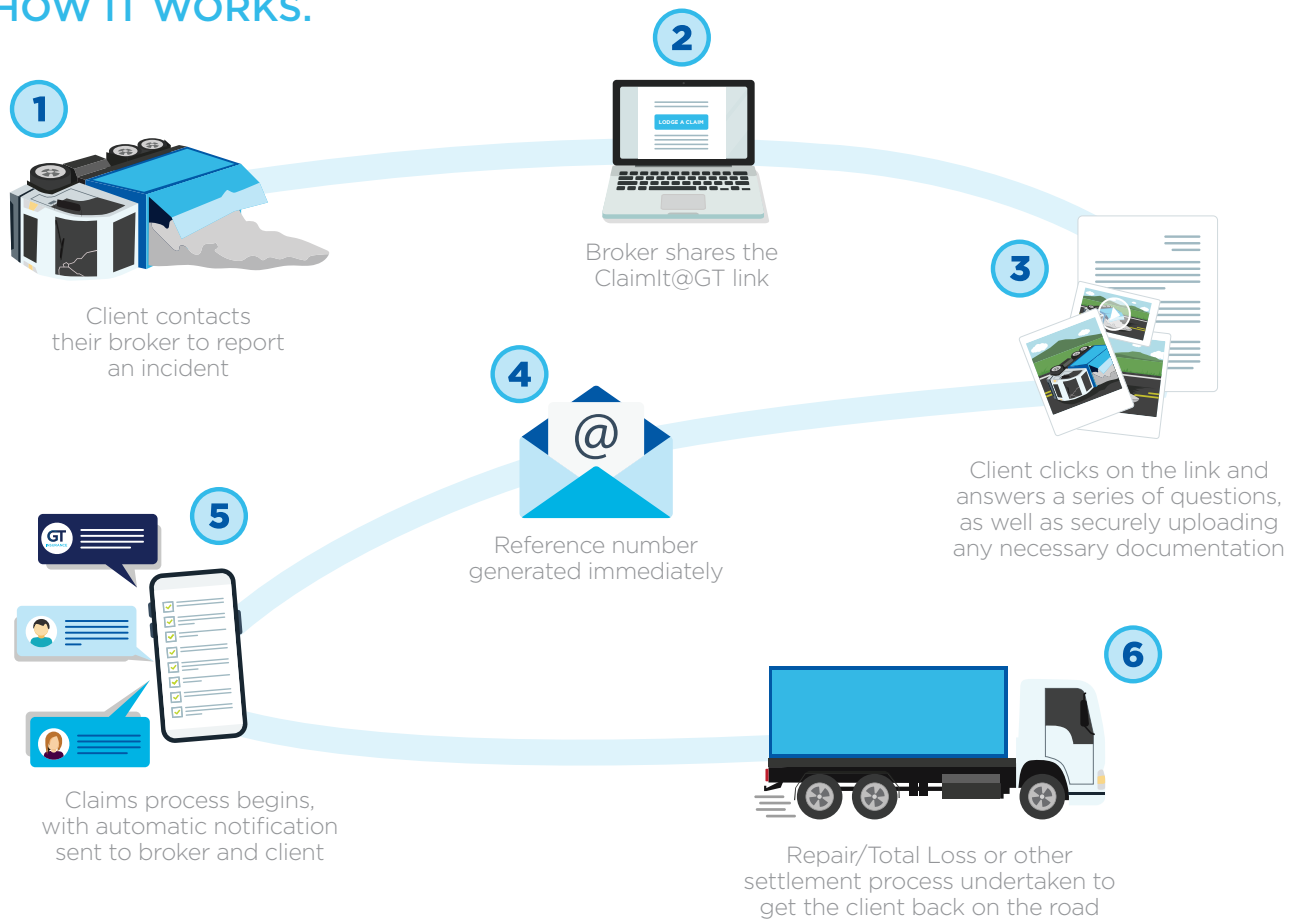 HOW IT WORKS.
1
Client contacts
their broker to report
an incident
2
LODGE A CLAIM
Broker shares the
ClaimIt@GT link
3
Client clicks on the link and
answers a series of questions,
as well as securely uploading
any necessary documentation
4
@
Reference number
generated immediately
5
GT
Claims process begins,
with automatic notification
sent to broker and client
6
Repair/Total Loss or other
settlement process undertaken to
get the client back on the road